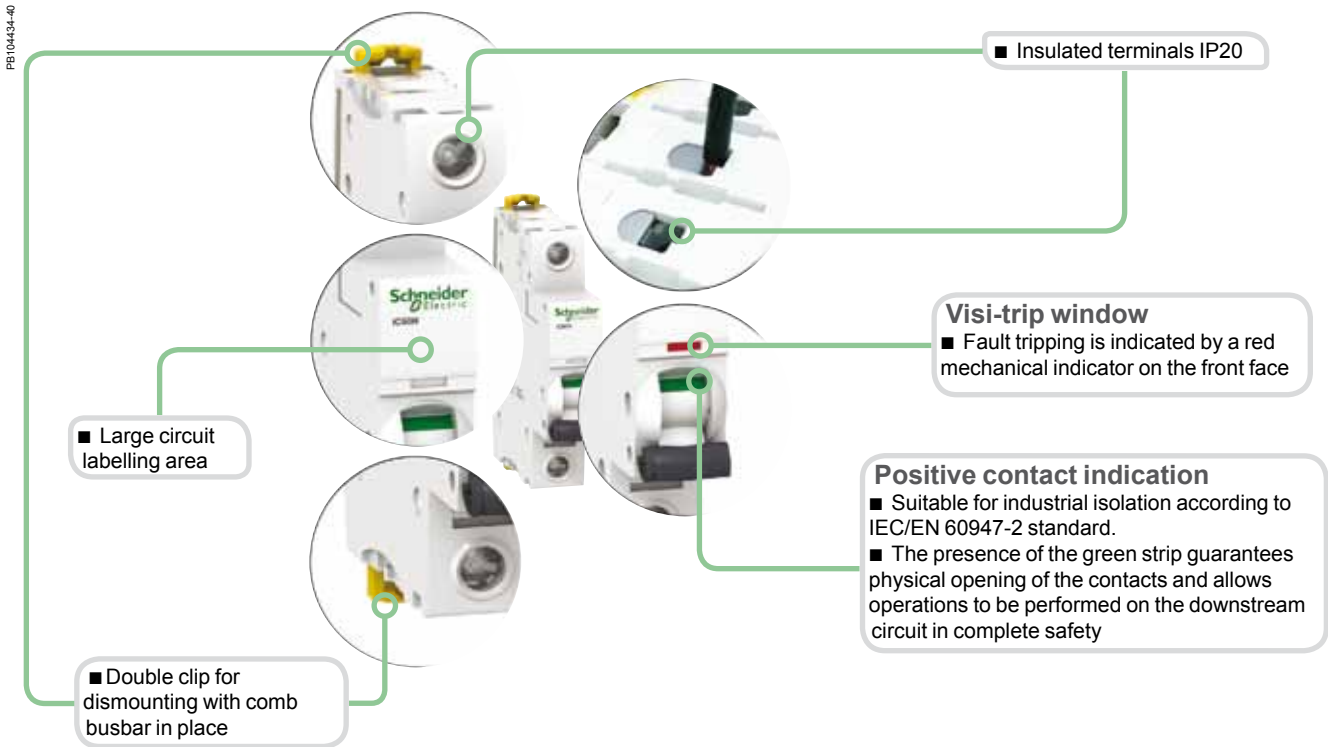 PB104434-40
■ Insulated terminals IP20
Schneider
Electric
Schneider
Visi-trip window
■ Fault tripping is indicated by a red
mechanical indicator on the front face
■ Large circuit
labelling area
Positive contact indication
■ Suitable for industrial isolation according to
IEC/EN 60947-2 standard.
■ The presence of the green strip guarantees
physical opening of the contacts and allows
operations to be performed on the downstream
circuit in complete safety
■ Double clip for
dismounting with comb
busbar in place